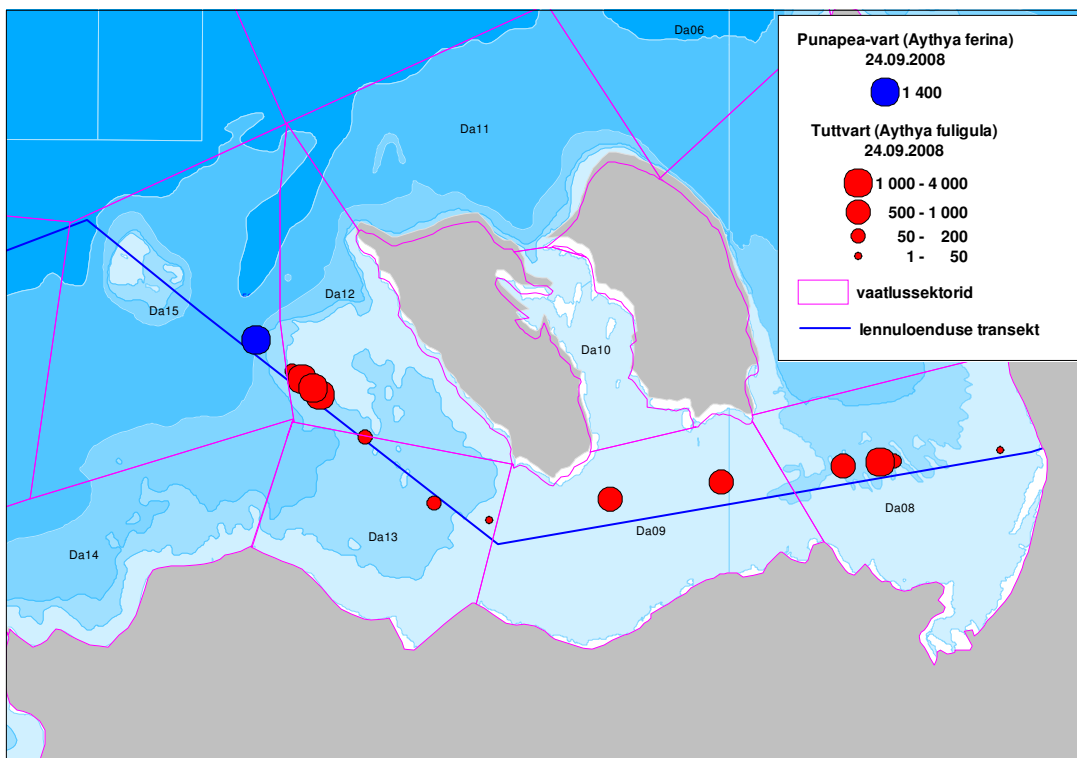 Punapea-vart (Aythya ferina)
24.09.2008
1 400
Tuttvart (Aythya fuligula)
24.09.2008
1 000 - 4 000
500 - 1 000
50 - 200
1 - 50
vaatlussektorid
lennuloenduse transekt
Da06
Da11
Da12
Da15
Da10
Da08
Da09
Da13
Da14